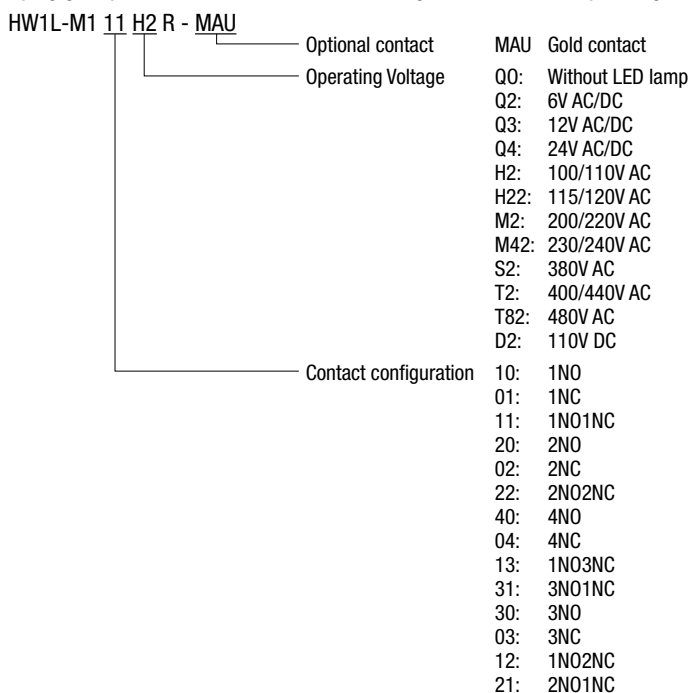 HW1L-M1 11 H2 R - MAU
Optional contact MAU Gold contact
Operating Voltage Q0: Without LED lamp
Q2: 6V AC/DC
Q3: 12V AC/DC
Q4: 24V AC/DC
H2: 100/110V AC
H22: 115/120V AC
M2: 200/220V AC
M42: 230/240V AC
S2: 380V AC
T2: 400/440V AC
T82: 480V AC
D2: 110V DC
Contact configuration 10: 1NO
01: 1NC
11: 1NO1NC
20: 2NO
02: 2NC
22: 2NO2NC
40: 4NO
04: 4NC
13: 1NO3NC
31: 3NO1NC
30: 3NO
03: 3NC
12: 1NO2NC
21: 2NO1NC